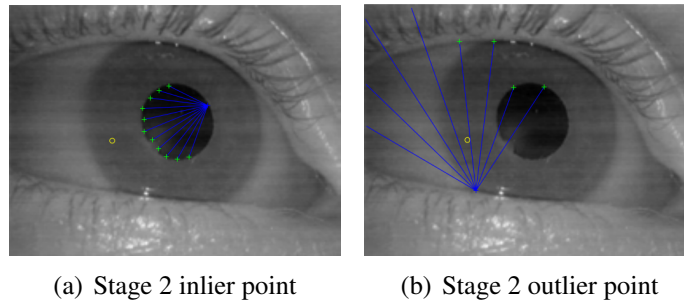 (a) Stage 2 inlier point
(b) Stage 2 outlier point